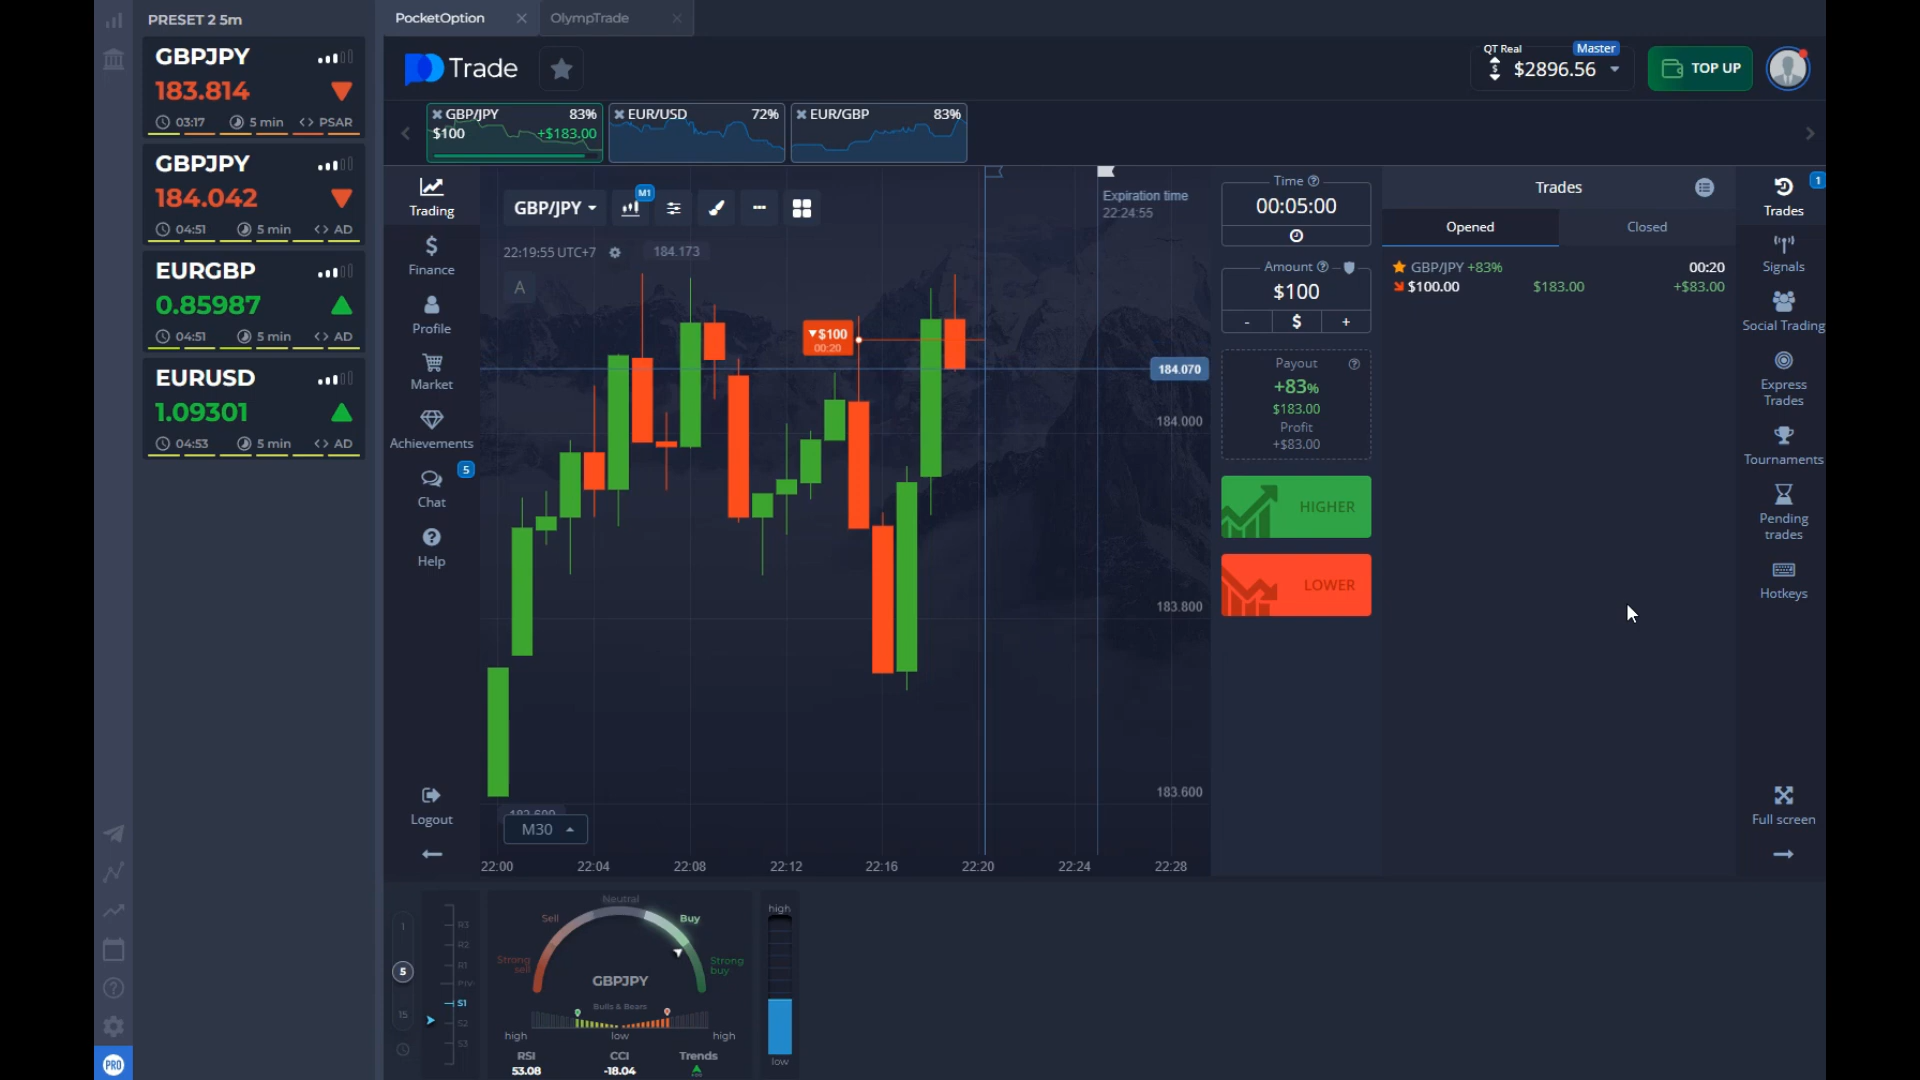 PRESET 2 5m
GBPJPY
183.814
03:17 5 min <> PSAR
GBPJPY
184.042
04:51 5 min <> AD
EURGBP
0.85987
04:51 5 min <> AD
EURUSD
1.09301
04:53 5 min <> AD
PRO
PocketOption
OlympTrade
Trade
QT Real
Master
$2896.56
TOP UP
GBP/JPY 83%
$100 +$183.00
EUR/USD 72%
EUR/GBP 83%
Trading
Finance
Profile
Market
Achievements
5
Chat
Help
Logout
GBP/JPY
M1
22:19:55 UTC+7
184.173
A
$100
00:20
Expiration time
22:24:55
184.070
184.000
183.800
183.600
M30
22:00 22:04 22:08 22:12 22:16 22:20 22:24 22:28
Time
00:05:00
Amount
$100
- $ +
Payout
+83%
$183.00
Profit
+$83.00
HIGHER
LOWER
Trades
Opened
Closed
GBP/JPY +83% 00:20
$100.00 $183.00 +$83.00
1
Trades
Signals
Social Trading
Express
Trades
Tournaments
Pending
trades
Hotkeys
Full screen
1
5
15
R3
R2
R1
S1
S2
S3
Neutral
Sell
Buy
Strong
sell
Strong
buy
GBPJPY
Bulls & Bears
high low high
RSI CCI Trends
53.08 -18.04
high
low